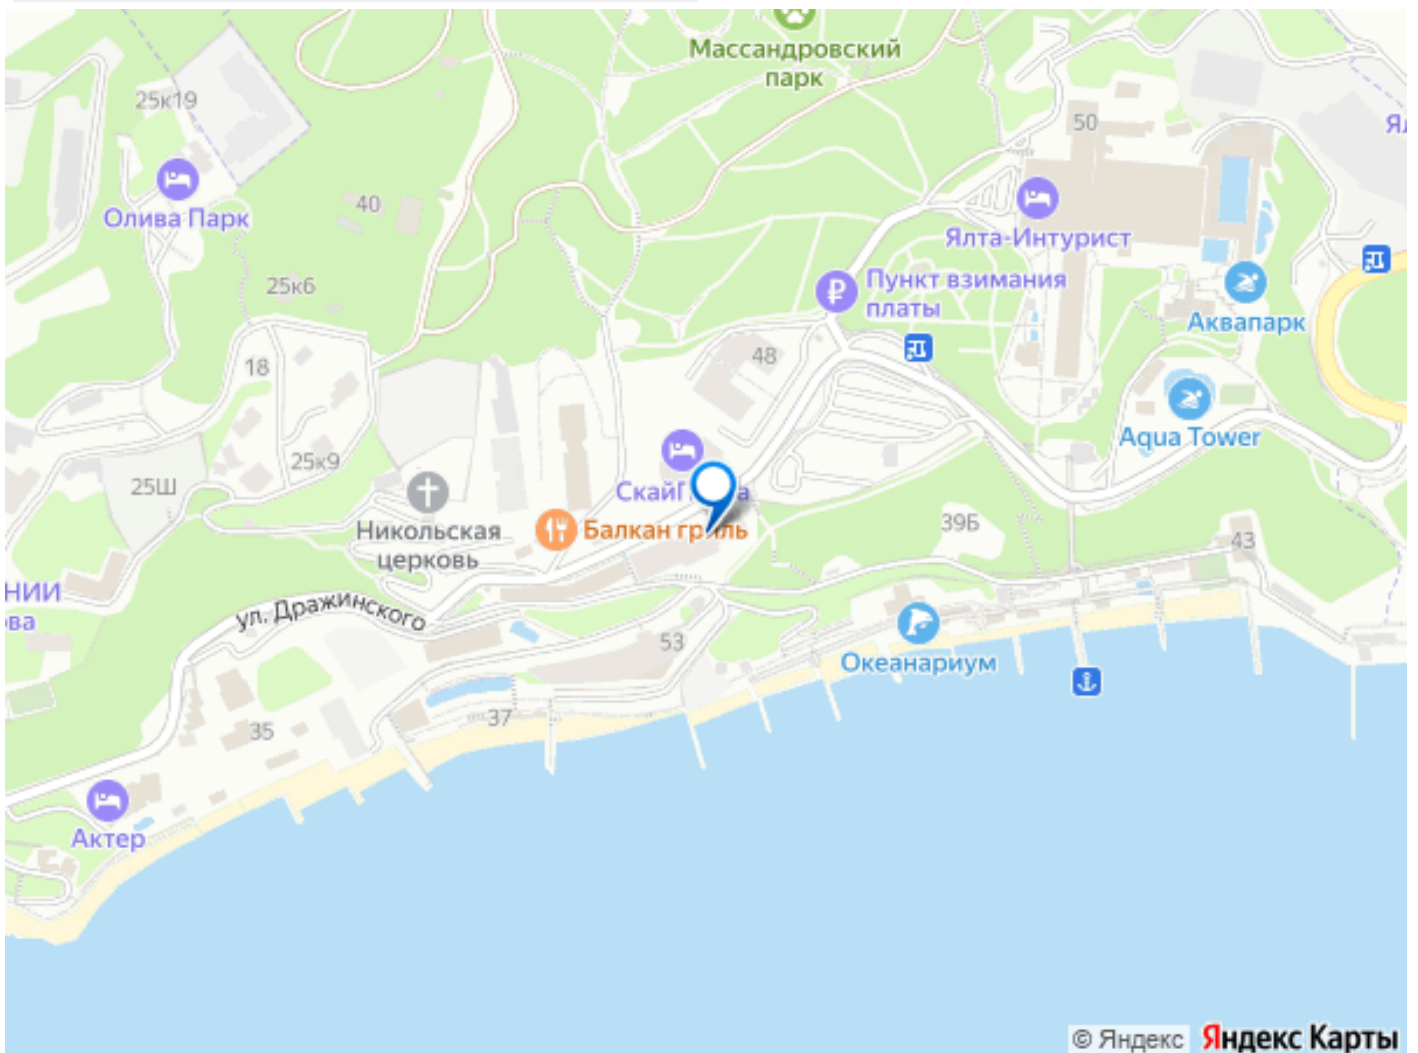 Массандровский
парк
25к19
50
Олива Парк
40
Ялта-Интурист
25к6
Пункт взимания
платы
Аквапарк
48
18
Aqua Tower
25к9
25Ш
Никольская
церковь
Балкан гриль
39Б
43
ул. Дражинского
53
Океанариум
37
35
Актер
© Яндекс Яндекс Карты